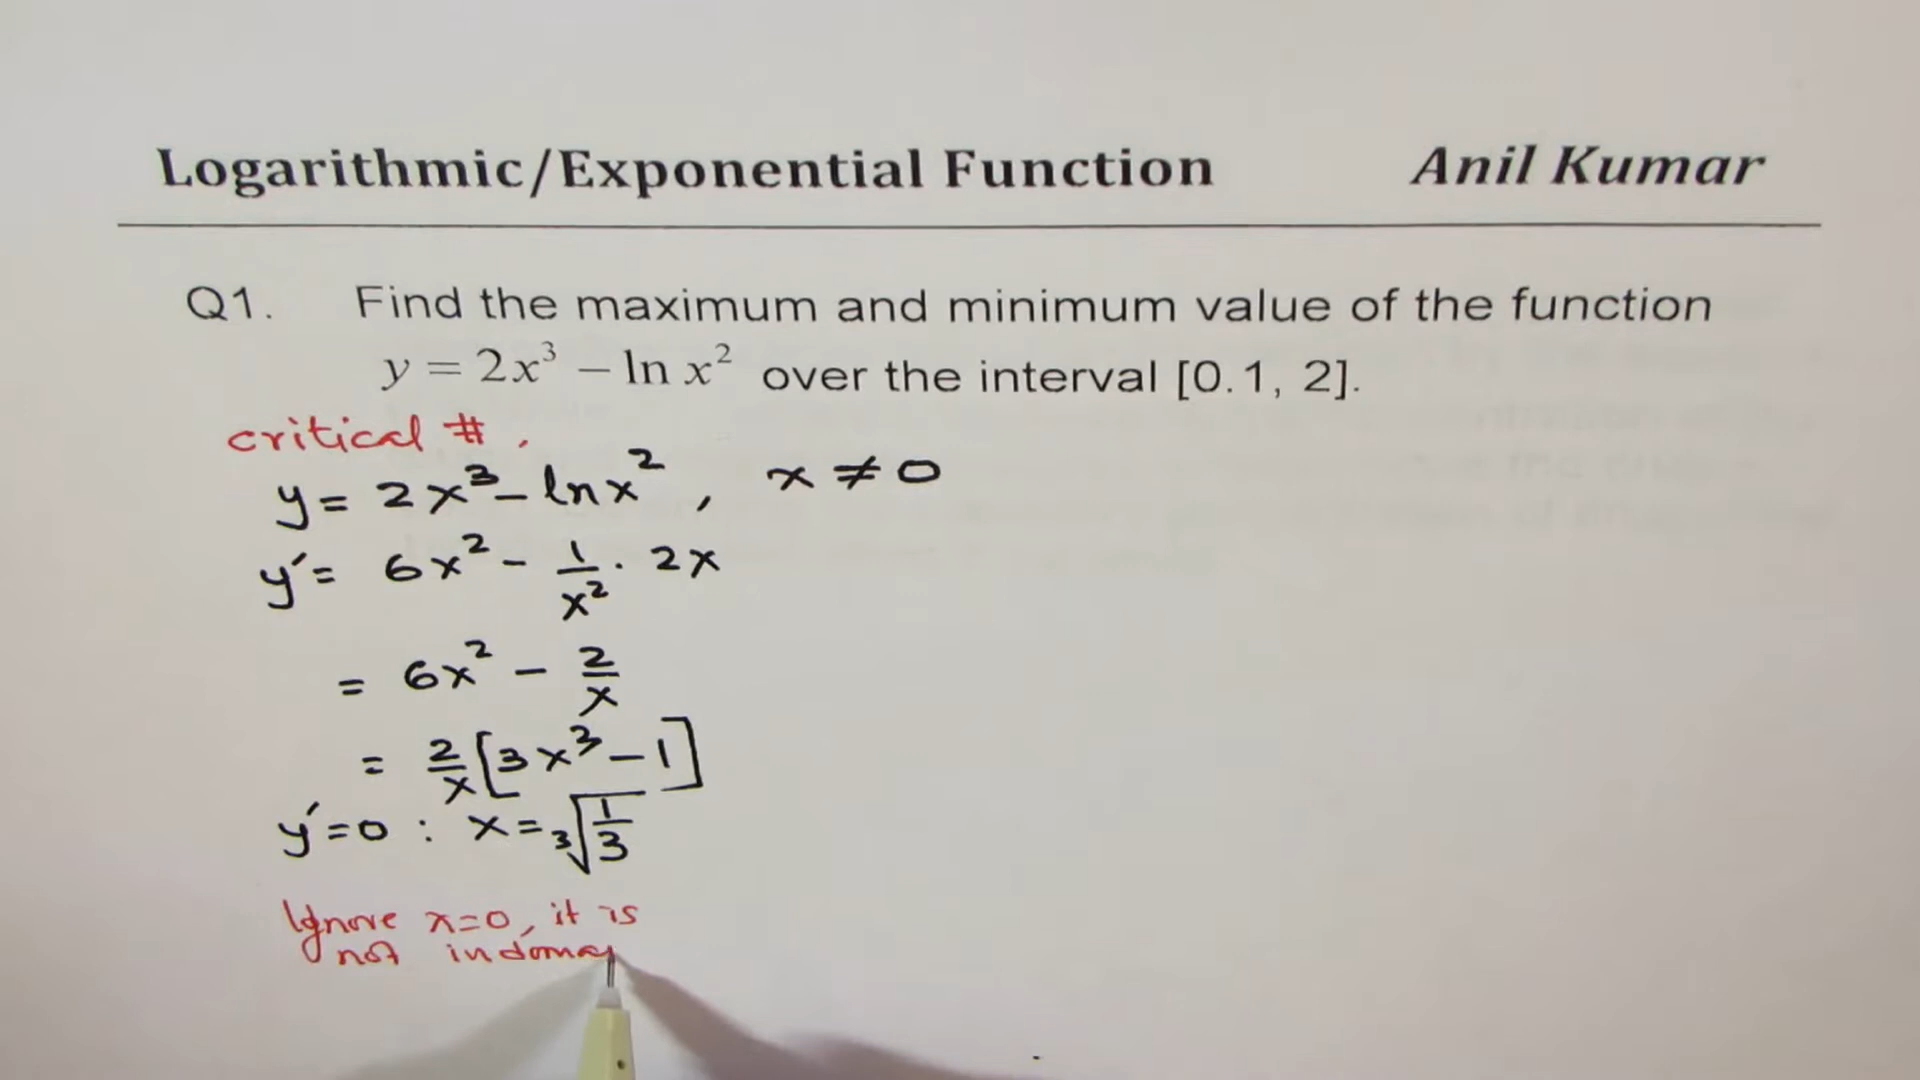 Logarithmic/Exponential Function Anil Kumar
Q1. Find the maximum and minimum value of the function
y = 2x³ – ln x² over the interval [0.1, 2].
critical # .
y = 2x³ - ln x² , x ≠ 0
y′ = 6x² - 1/x² · 2x
= 6x² - 2/x
= 2/x [3x³ - 1]
y′ = 0 : x = ∛(1/3)
Ignore x=0, it is
not in domai